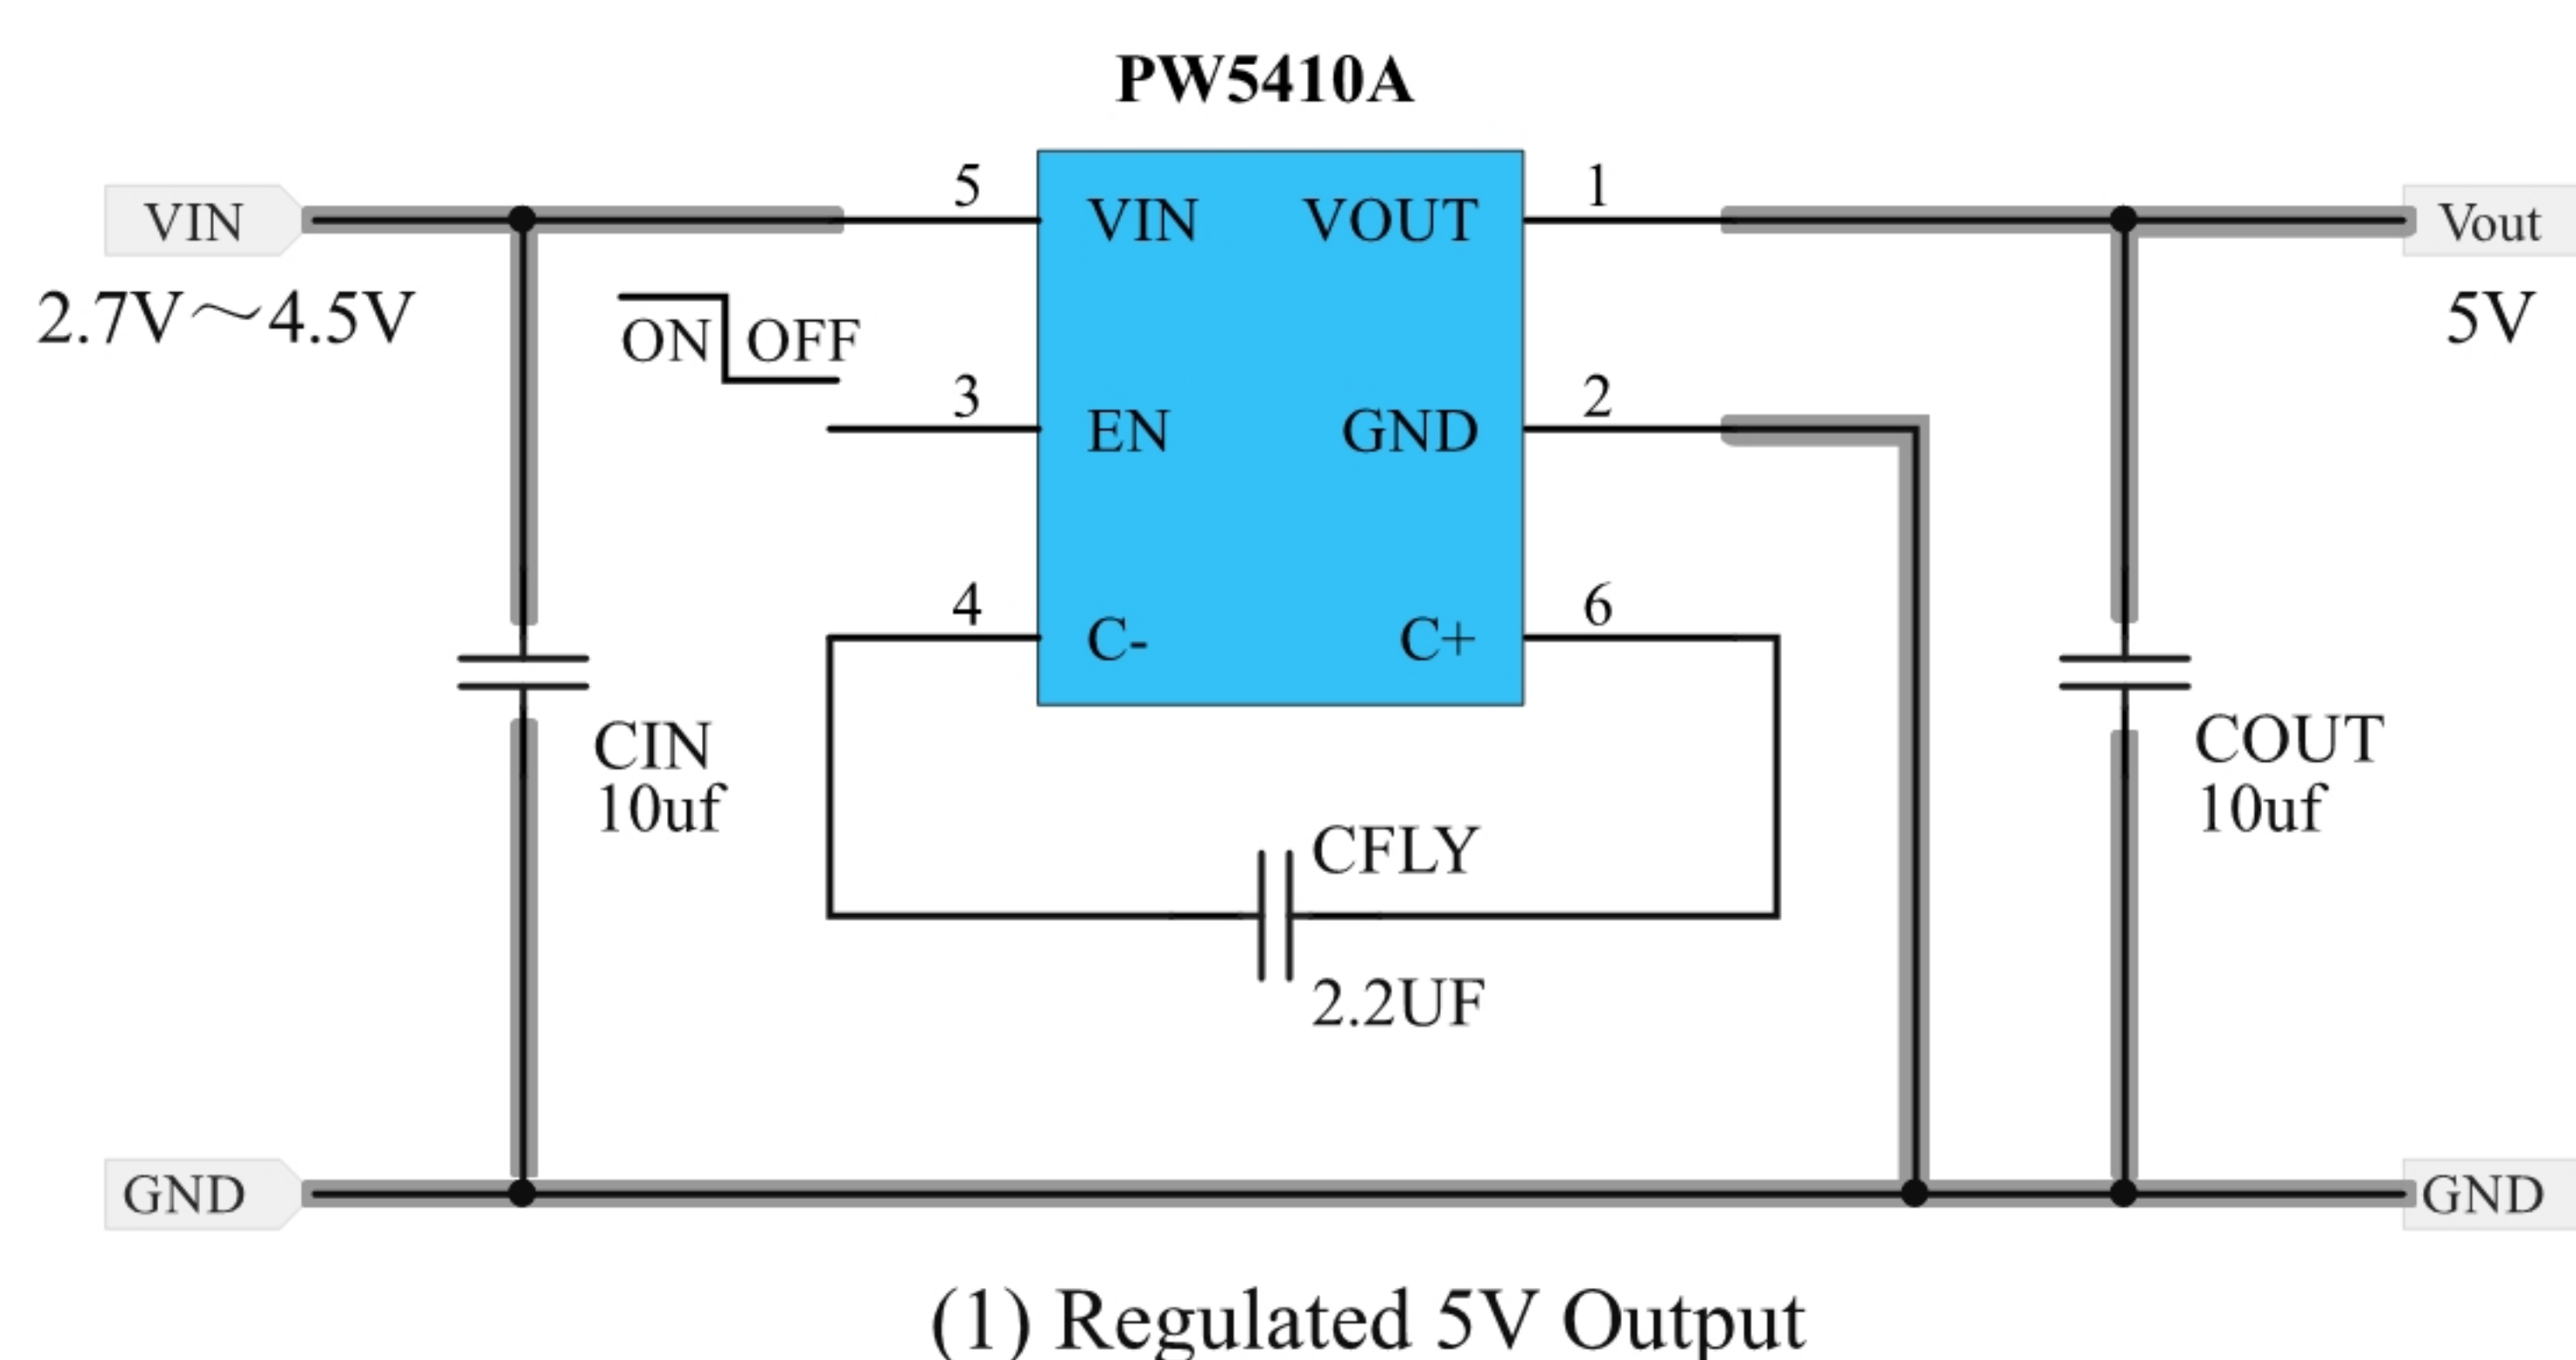 PW5410A
VIN
2.7V～4.5V
5
VIN
VOUT
1
Vout
5V
ON
OFF
3
EN
GND
2
4
C-
C+
6
CIN
10uf
COUT
10uf
CFLY
2.2UF
GND
GND
(1) Regulated 5V Output